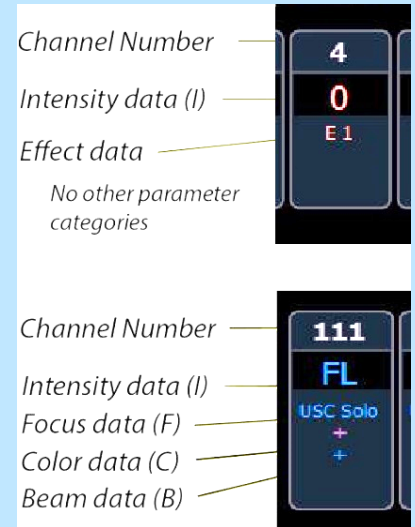 Channel Number
4
Intensity data (I)
0
Effect data
E 1
No other parameter
categories
Channel Number
111
Intensity data (I)
FL
Focus data (F)
USC Solo
Color data (C)
+
Beam data (B)
+